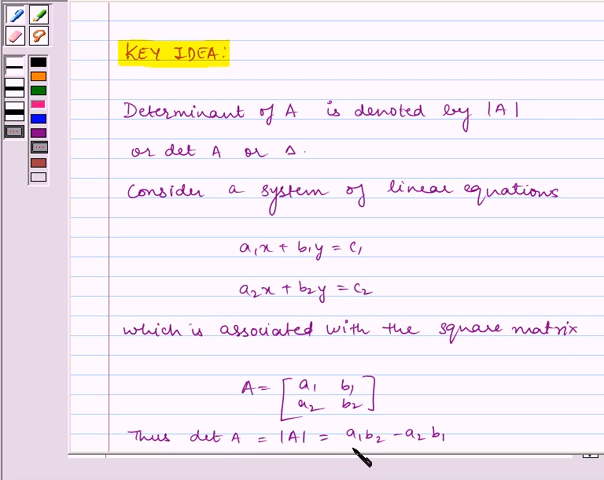 KEY IDEA:
Determinant of A is denoted by |A|
or det A or Δ.
Consider a system of linear equations
a₁x + b₁y = c₁
a₂x + b₂y = c₂
which is associated with the square matrix
A = [ a₁ b₁
a₂ b₂ ]
Thus det A = |A| = a₁b₂ - a₂b₁